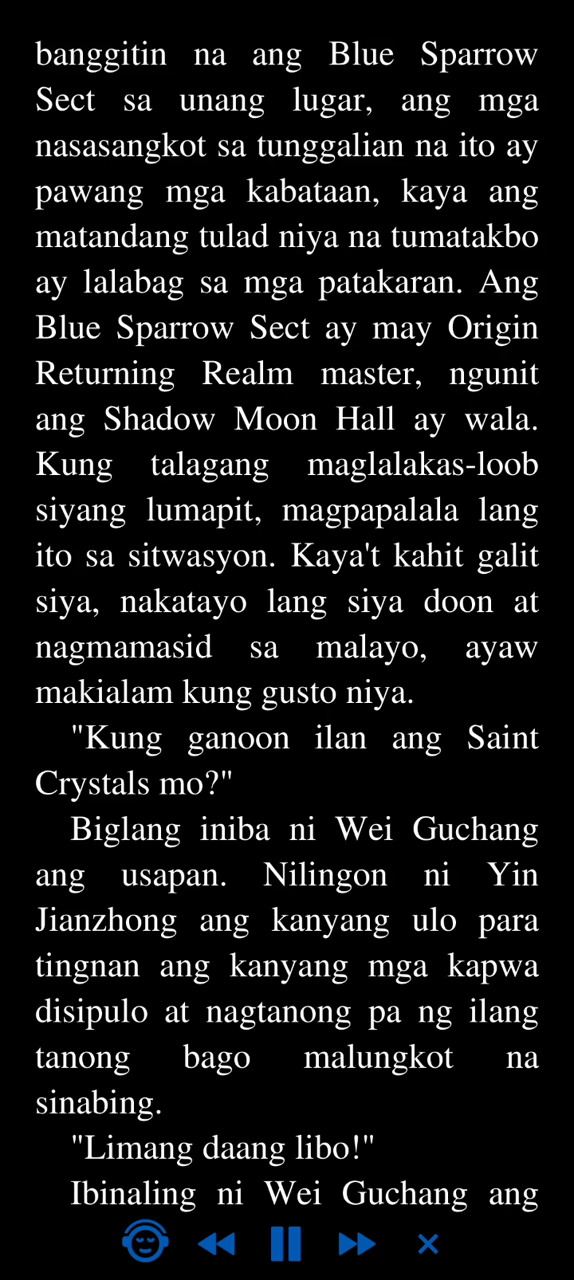 banggitin na ang Blue Sparrow
Sect sa unang lugar, ang mga
nasasangkot sa tunggalian na ito ay
pawang mga kabataan, kaya ang
matandang tulad niya na tumatakbo
ay lalabag sa mga patakaran. Ang
Blue Sparrow Sect ay may Origin
Returning Realm master, ngunit
ang Shadow Moon Hall ay wala.
Kung talagang maglalakas-loob
siyang lumapit, magpapalala lang
ito sa sitwasyon. Kaya't kahit galit
siya, nakatayo lang siya doon at
nagmamasid sa malayo, ayaw
makialam kung gusto niya.
"Kung ganoon ilan ang Saint
Crystals mo?"
Biglang iniba ni Wei Guchang
ang usapan. Nilingon ni Yin
Jianzhong ang kanyang ulo para
tingnan ang kanyang mga kapwa
disipulo at nagtanong pa ng ilang
tanong bago malungkot na
sinabing.
"Limang daang libo!"
Ibinaling ni Wei Guchang ang